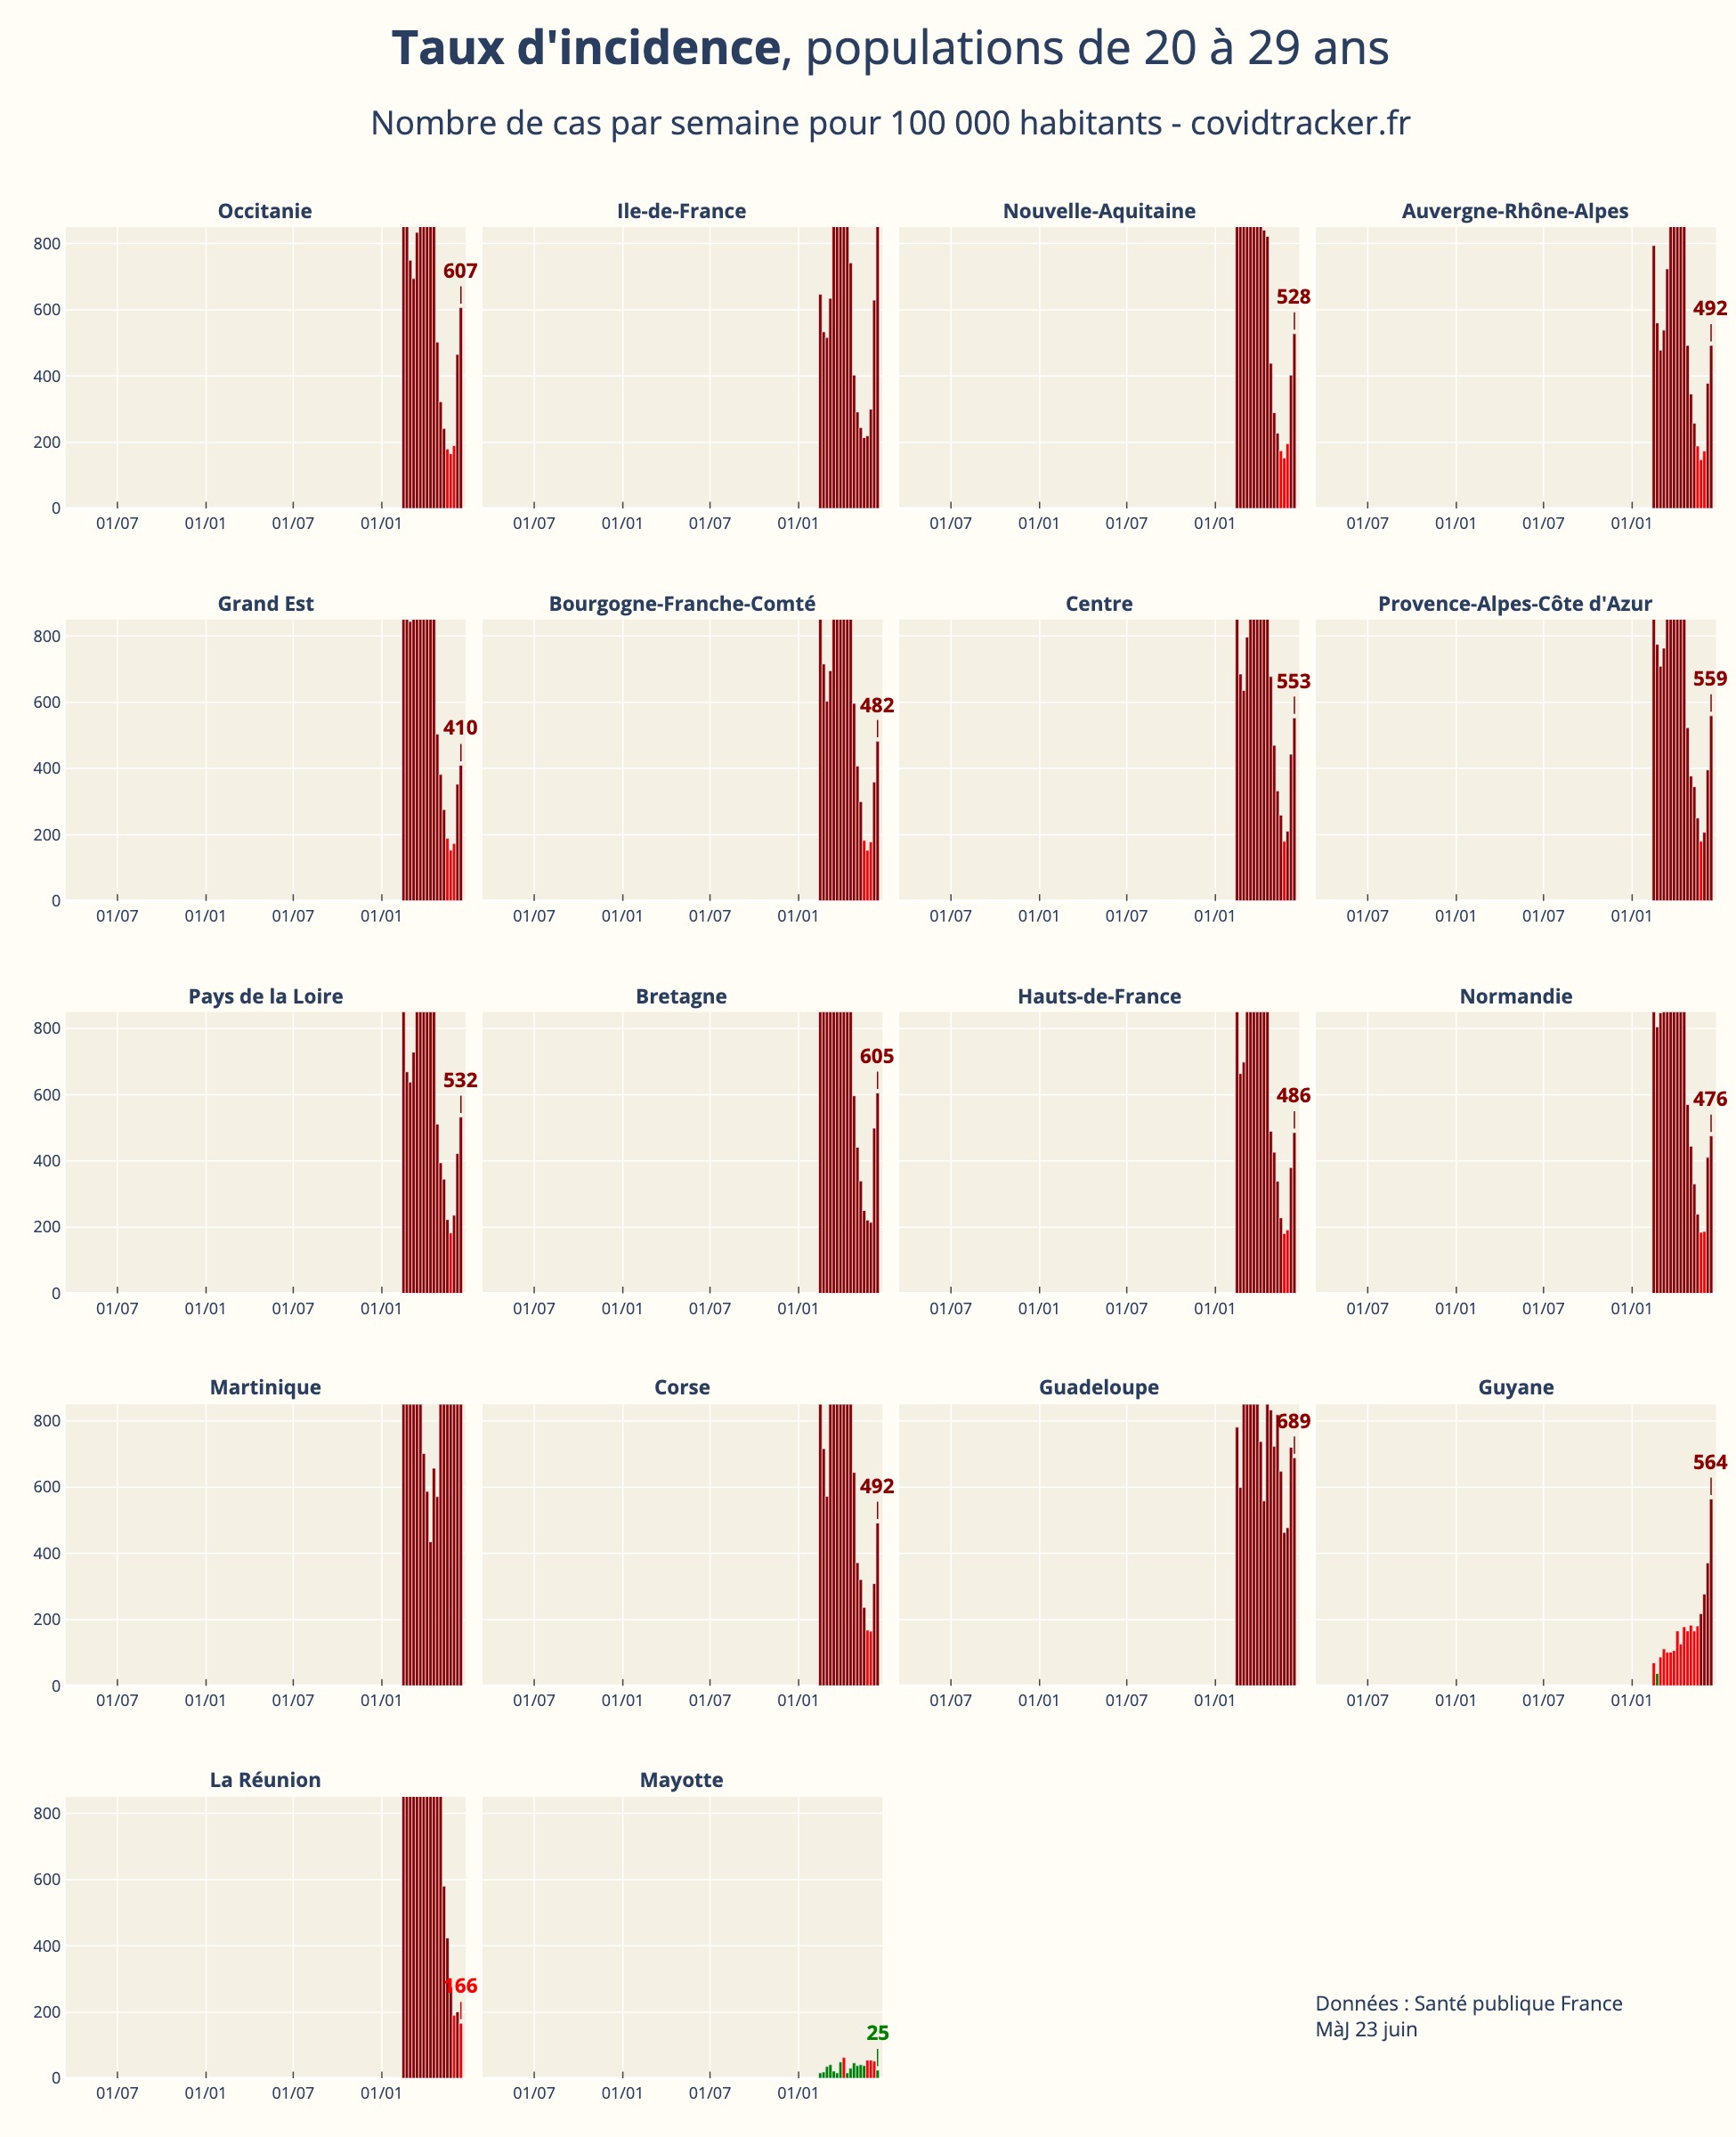 Taux d'incidence, populations de 20 à 29 ans
Nombre de cas par semaine pour 100 000 habitants - covidtracker.fr
Occitanie
Ile-de-France
Nouvelle-Aquitaine
Auvergne-Rhône-Alpes
800
600
400
200
0
607
528
492
01/07 01/01 01/07 01/01
01/07 01/01 01/07 01/01
01/07 01/01 01/07 01/01
01/07 01/01 01/07 01/01
Grand Est
Bourgogne-Franche-Comté
Centre
Provence-Alpes-Côte d'Azur
800
600
400
200
0
410
482
553
559
01/07 01/01 01/07 01/01
01/07 01/01 01/07 01/01
01/07 01/01 01/07 01/01
01/07 01/01 01/07 01/01
Pays de la Loire
Bretagne
Hauts-de-France
Normandie
800
600
400
200
0
532
605
486
476
01/07 01/01 01/07 01/01
01/07 01/01 01/07 01/01
01/07 01/01 01/07 01/01
01/07 01/01 01/07 01/01
Martinique
Corse
Guadeloupe
Guyane
800
600
400
200
0
492
689
564
01/07 01/01 01/07 01/01
01/07 01/01 01/07 01/01
01/07 01/01 01/07 01/01
01/07 01/01 01/07 01/01
La Réunion
Mayotte
800
600
400
200
0
166
25
01/07 01/01 01/07 01/01
01/07 01/01 01/07 01/01
Données : Santé publique France
MàJ 23 juin